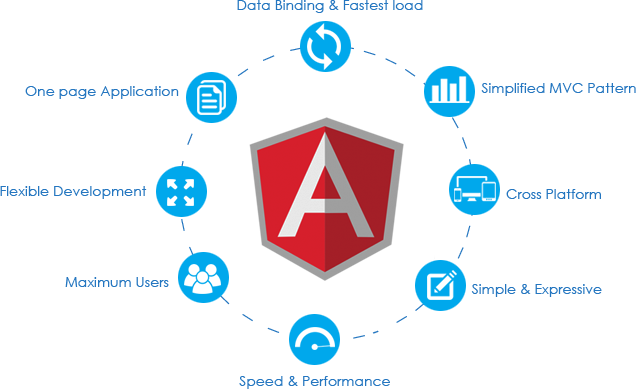 Data Binding & Fastest load
One page Application
Simplified MVC Pattern
Flexible Development
Cross Platform
Maximum Users
Simple & Expressive
Speed & Performance
A